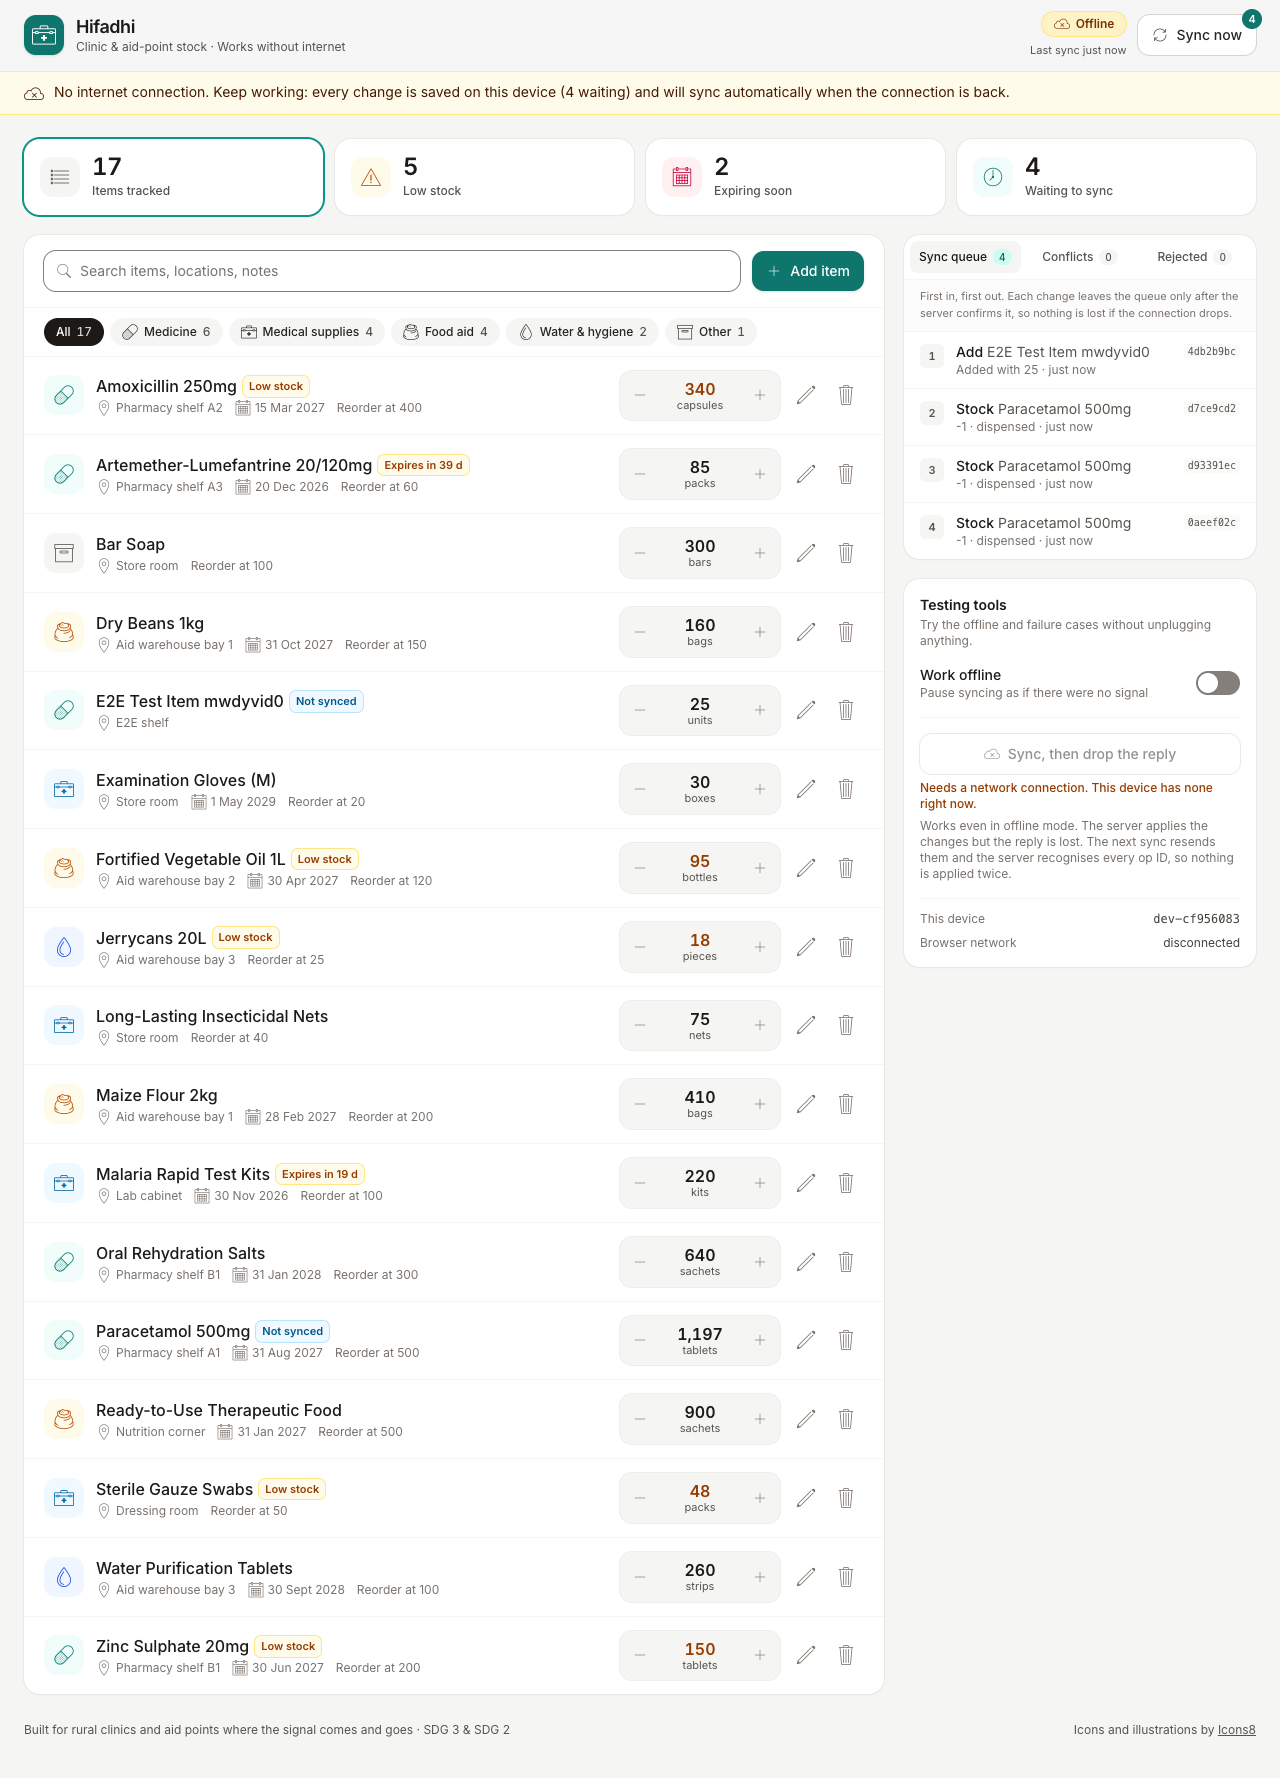 Hifadhi
Clinic & aid-point stock · Works without internet
Offline
Last sync just now
Sync now
4
No internet connection. Keep working: every change is saved on this device (4 waiting) and will sync automatically when the connection is back.
17
Items tracked
5
Low stock
2
Expiring soon
4
Waiting to sync
Search items, locations, notes
Add item
All 17
Medicine 6
Medical supplies 4
Food aid 4
Water & hygiene 2
Other 1
Amoxicillin 250mg Low stock
Pharmacy shelf A2 15 Mar 2027 Reorder at 400
340
capsules
Artemether-Lumefantrine 20/120mg Expires in 39 d
Pharmacy shelf A3 20 Dec 2026 Reorder at 60
85
packs
Bar Soap
Store room Reorder at 100
300
bars
Dry Beans 1kg
Aid warehouse bay 1 31 Oct 2027 Reorder at 150
160
bags
E2E Test Item mwdyvid0 Not synced
E2E shelf
25
units
Examination Gloves (M)
Store room 1 May 2029 Reorder at 20
30
boxes
Fortified Vegetable Oil 1L Low stock
Aid warehouse bay 2 30 Apr 2027 Reorder at 120
95
bottles
Jerrycans 20L Low stock
Aid warehouse bay 3 Reorder at 25
18
pieces
Long-Lasting Insecticidal Nets
Store room Reorder at 40
75
nets
Maize Flour 2kg
Aid warehouse bay 1 28 Feb 2027 Reorder at 200
410
bags
Malaria Rapid Test Kits Expires in 19 d
Lab cabinet 30 Nov 2026 Reorder at 100
220
kits
Oral Rehydration Salts
Pharmacy shelf B1 31 Jan 2028 Reorder at 300
640
sachets
Paracetamol 500mg Not synced
Pharmacy shelf A1 31 Aug 2027 Reorder at 500
1,197
tablets
Ready-to-Use Therapeutic Food
Nutrition corner 31 Jan 2027 Reorder at 500
900
sachets
Sterile Gauze Swabs Low stock
Dressing room Reorder at 50
48
packs
Water Purification Tablets
Aid warehouse bay 3 30 Sept 2028 Reorder at 100
260
strips
Zinc Sulphate 20mg Low stock
Pharmacy shelf B1 30 Jun 2027 Reorder at 200
150
tablets
Sync queue 4
Conflicts 0
Rejected 0
First in, first out. Each change leaves the queue only after the
server confirms it, so nothing is lost if the connection drops.
1 Add E2E Test Item mwdyvid0 4db2b9bc
Added with 25 · just now
2 Stock Paracetamol 500mg d7ce9cd2
-1 · dispensed · just now
3 Stock Paracetamol 500mg d93391ec
-1 · dispensed · just now
4 Stock Paracetamol 500mg 0aeef02c
-1 · dispensed · just now
Testing tools
Try the offline and failure cases without unplugging
anything.
Work offline
Pause syncing as if there were no signal
Sync, then drop the reply
Needs a network connection. This device has none
right now.
Works even in offline mode. The server applies the
changes but the reply is lost. The next sync resends
them and the server recognises every op ID, so nothing
is applied twice.
This device dev-cf956083
Browser network disconnected
Built for rural clinics and aid points where the signal comes and goes · SDG 3 & SDG 2
Icons and illustrations by Icons8